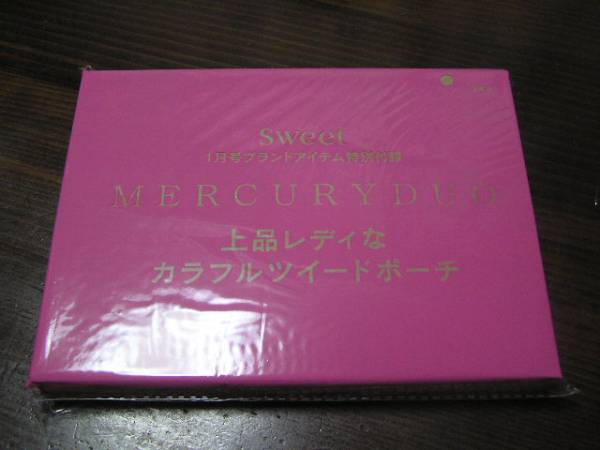 Sweet
1月号ブランドアイテム特別付録
MERCURYDUO
上品レディな
カラフルツイードポーチ